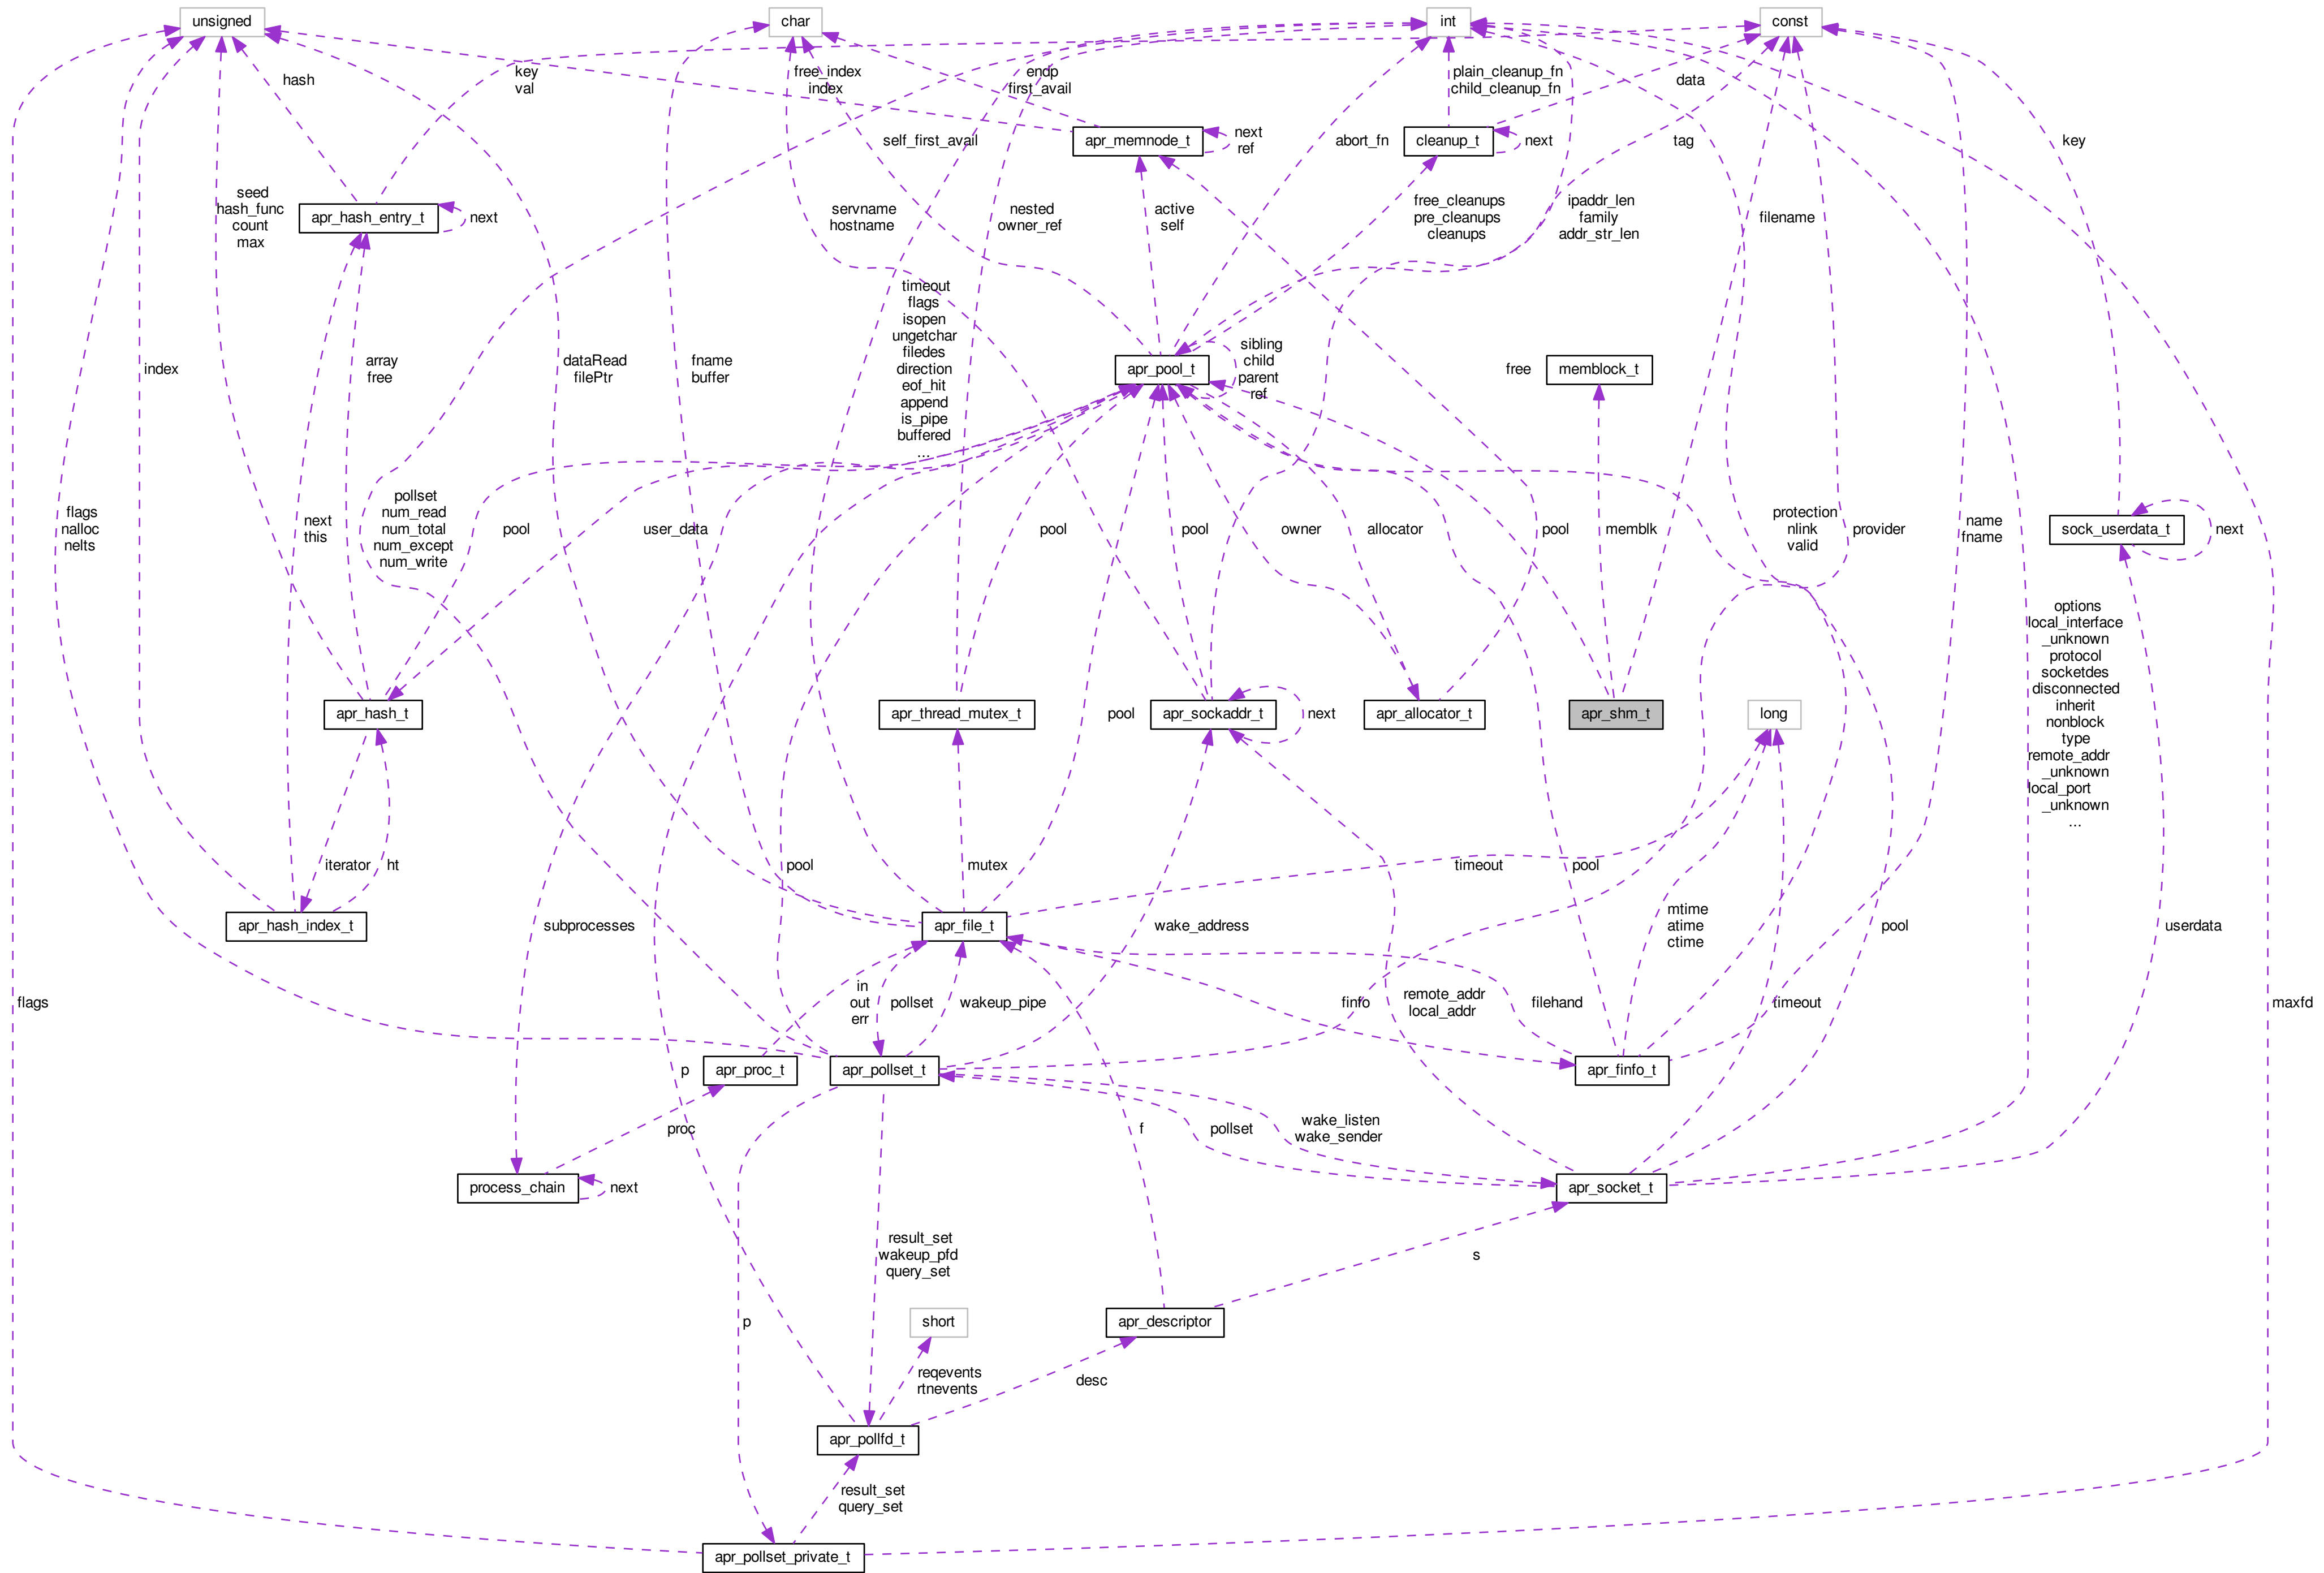 unsigned
char
int
const
hash
key
val
free_index
index
endp
first_avail
plain_cleanup_fn
child_cleanup_fn
data
self_first_avail
apr_memnode_t
next
ref
abort_fn
cleanup_t
next
tag
key
seed
hash_func
count
max
apr_hash_entry_t
next
servname
hostname
nested
owner_ref
active
self
free_cleanups
pre_cleanups
cleanups
ipaddr_len
family
addr_str_len
filename
index
array
free
dataRead
filePtr
fname
buffer
timeout
flags
isopen
ungetchar
filedes
direction
eof_hit
append
is_pipe
buffered
...
apr_pool_t
sibling
child
parent
ref
free
memblock_t
flags
nalloc
nelts
next
this
pollset
num_read
num_total
num_except
num_write
pool
user_data
pool
pool
owner
allocator
pool
memblk
protection
nlink
valid
provider
name
fname
sock_userdata_t
next
apr_hash_t
apr_thread_mutex_t
pool
apr_sockaddr_t
next
apr_allocator_t
apr_shm_t
long
options
local_interface
_unknown
protocol
socketdes
disconnected
inherit
nonblock
type
remote_addr
_unknown
local_port
_unknown
...
iterator
ht
pool
mutex
timeout
pool
apr_hash_index_t
subprocesses
apr_file_t
wake_address
mtime
atime
ctime
pool
userdata
flags
in
out
err
pollset
wakeup_pipe
finfo
remote_addr
local_addr
filehand
timeout
maxfd
p
apr_proc_t
apr_pollset_t
apr_finfo_t
proc
f
pollset
wake_listen
wake_sender
process_chain
next
apr_socket_t
result_set
wakeup_pfd
query_set
s
p
short
apr_descriptor
reqevents
rtnevents
desc
apr_pollfd_t
result_set
query_set
apr_pollset_private_t